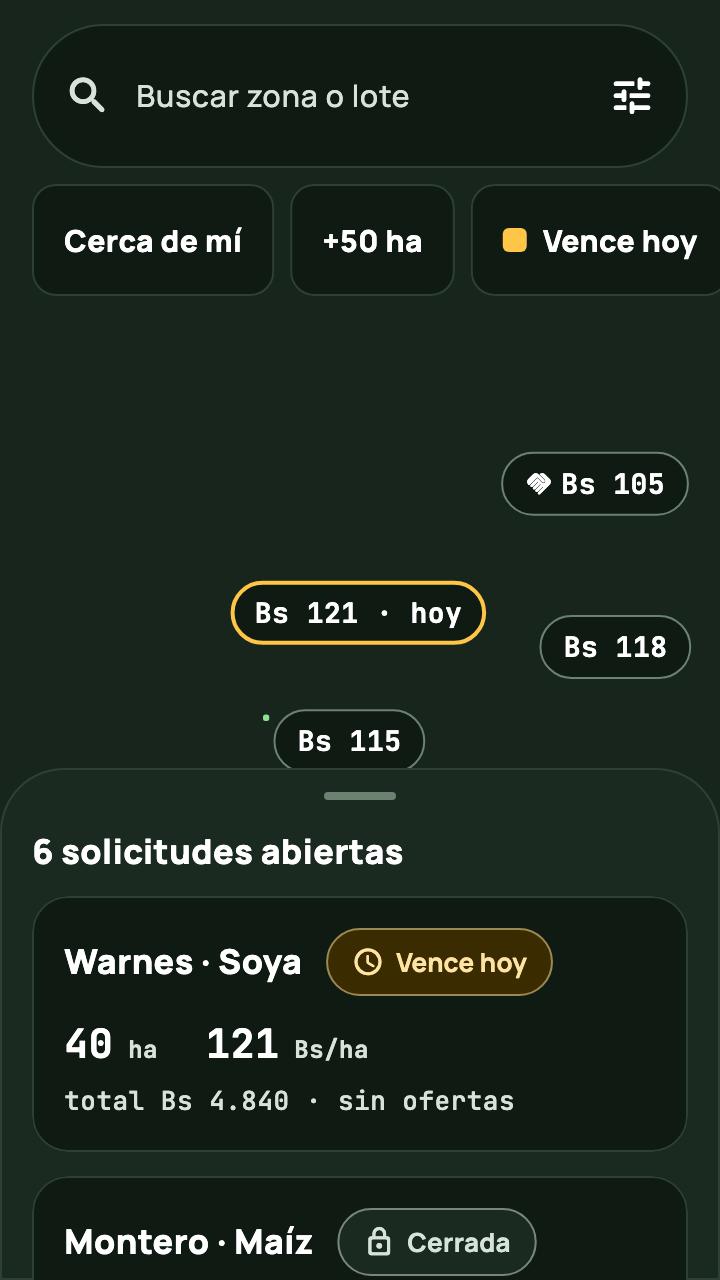 Buscar zona o lote
Cerca de mí
+50 ha
Vence hoy
Bs 105
Bs 121 · hoy
Bs 118
Bs 115
6 solicitudes abiertas
Warnes · Soya
Vence hoy
40 ha 121 Bs/ha
total Bs 4.840 · sin ofertas
Montero · Maíz
Cerrada